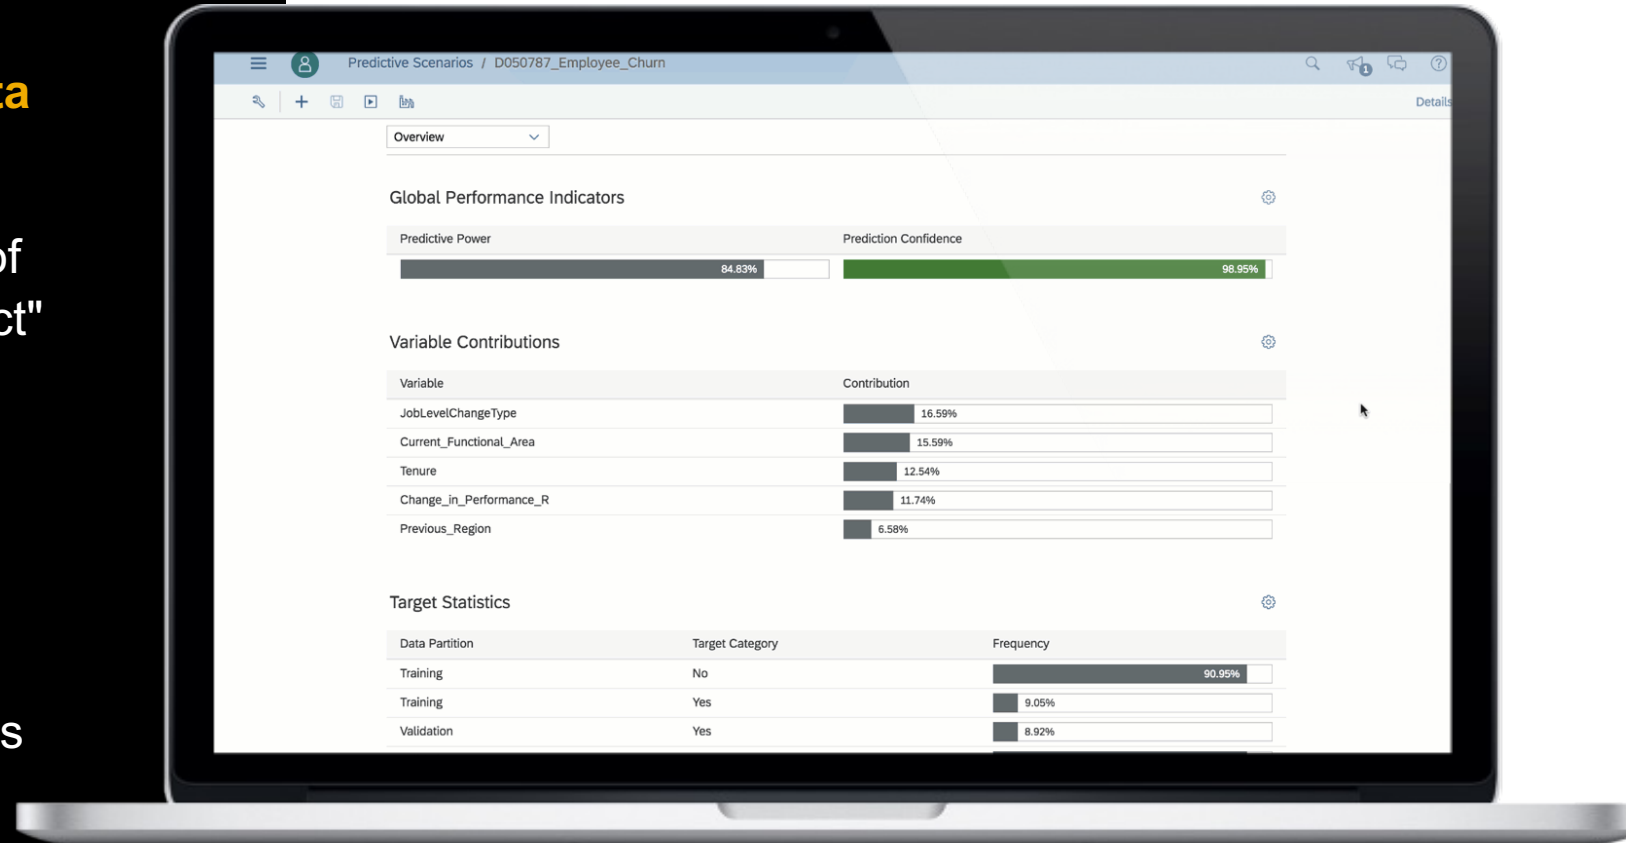 ta
of
ct"
s
Predictive Scenarios / D050787_Employee_Churn
1
Details
Overview
Global Performance Indicators
Predictive Power Prediction Confidence
84.83% 98.95%
Variable Contributions
Variable Contribution
JobLevelChangeType 16.59%
Current_Functional_Area 15.59%
Tenure 12.54%
Change_in_Performance_R 11.74%
Previous_Region 6.58%
Target Statistics
Data Partition Target Category Frequency
Training No 90.95%
Training Yes 9.05%
Validation Yes 8.92%